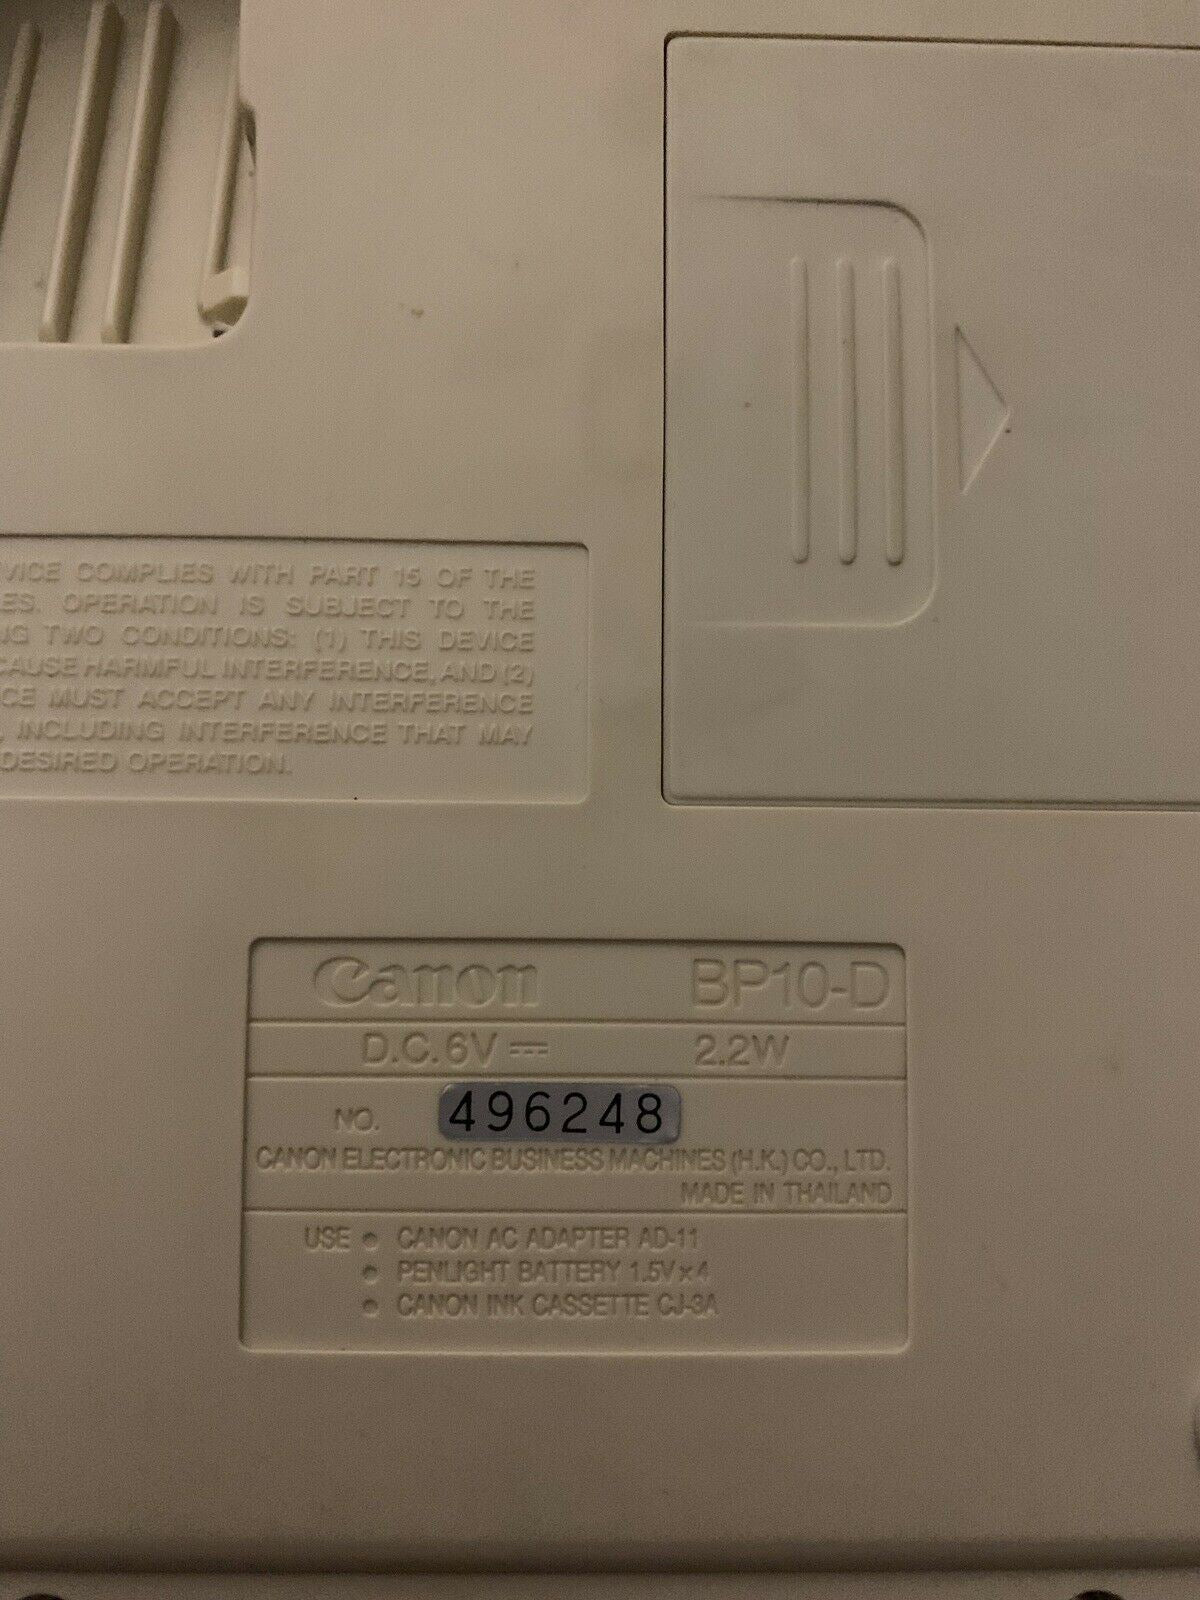 VICE COMPLIES WITH PART 15 OF THE
ES. OPERATION IS SUBJECT TO THE
NG TWO CONDITIONS: (1) THIS DEVICE
CAUSE HARMFUL INTERFERENCE, AND (2)
CE MUST ACCEPT ANY INTERFERENCE
, INCLUDING INTERFERENCE THAT MAY
DESIRED OPERATION.
Canon BP10-D
D.C. 6V ⎓ 2.2W
NO. 496248
CANON ELECTRONIC BUSINESS MACHINES (H.K.) CO., LTD.
MADE IN THAILAND
USE ● CANON AC ADAPTER AD-11
● PENLIGHT BATTERY 1.5V×4
● CANON INK CASSETTE CJ-3A